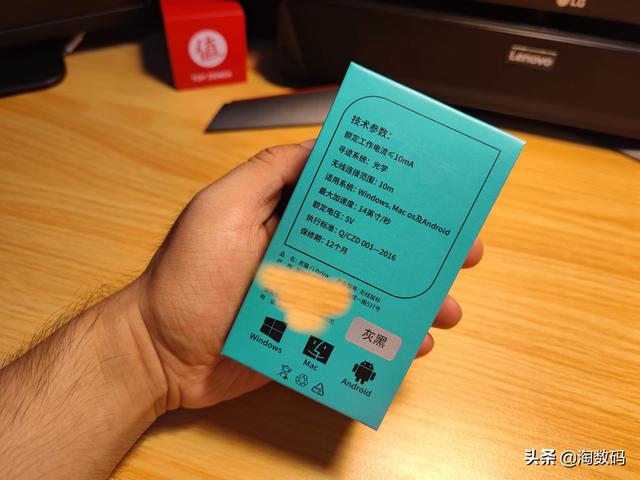 LG
Lenovo
值
技术参数：
额定工作电流≤10mA
寻迹系统：光学
无线连接范围：10m
适用系统：Windows、Mac os及Android
最大加速度：14英寸/秒
额定电压：5V
执行标准：Q/CZD 001—2016
保修期：12个月
灰黑
Windows
Mac
Android
头条 @淘数码